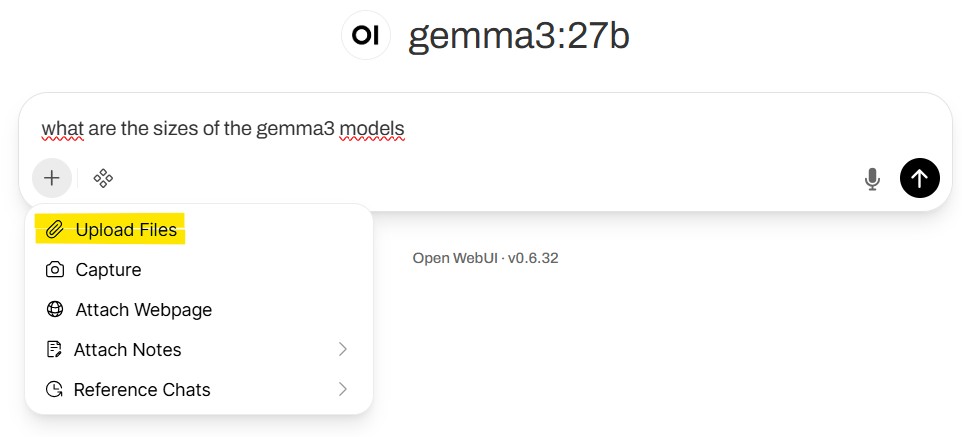 OI gemma3:27b
what are the sizes of the gemma3 models
Upload Files
Open WebUI · v0.6.32
Capture
Attach Webpage
Attach Notes
Reference Chats